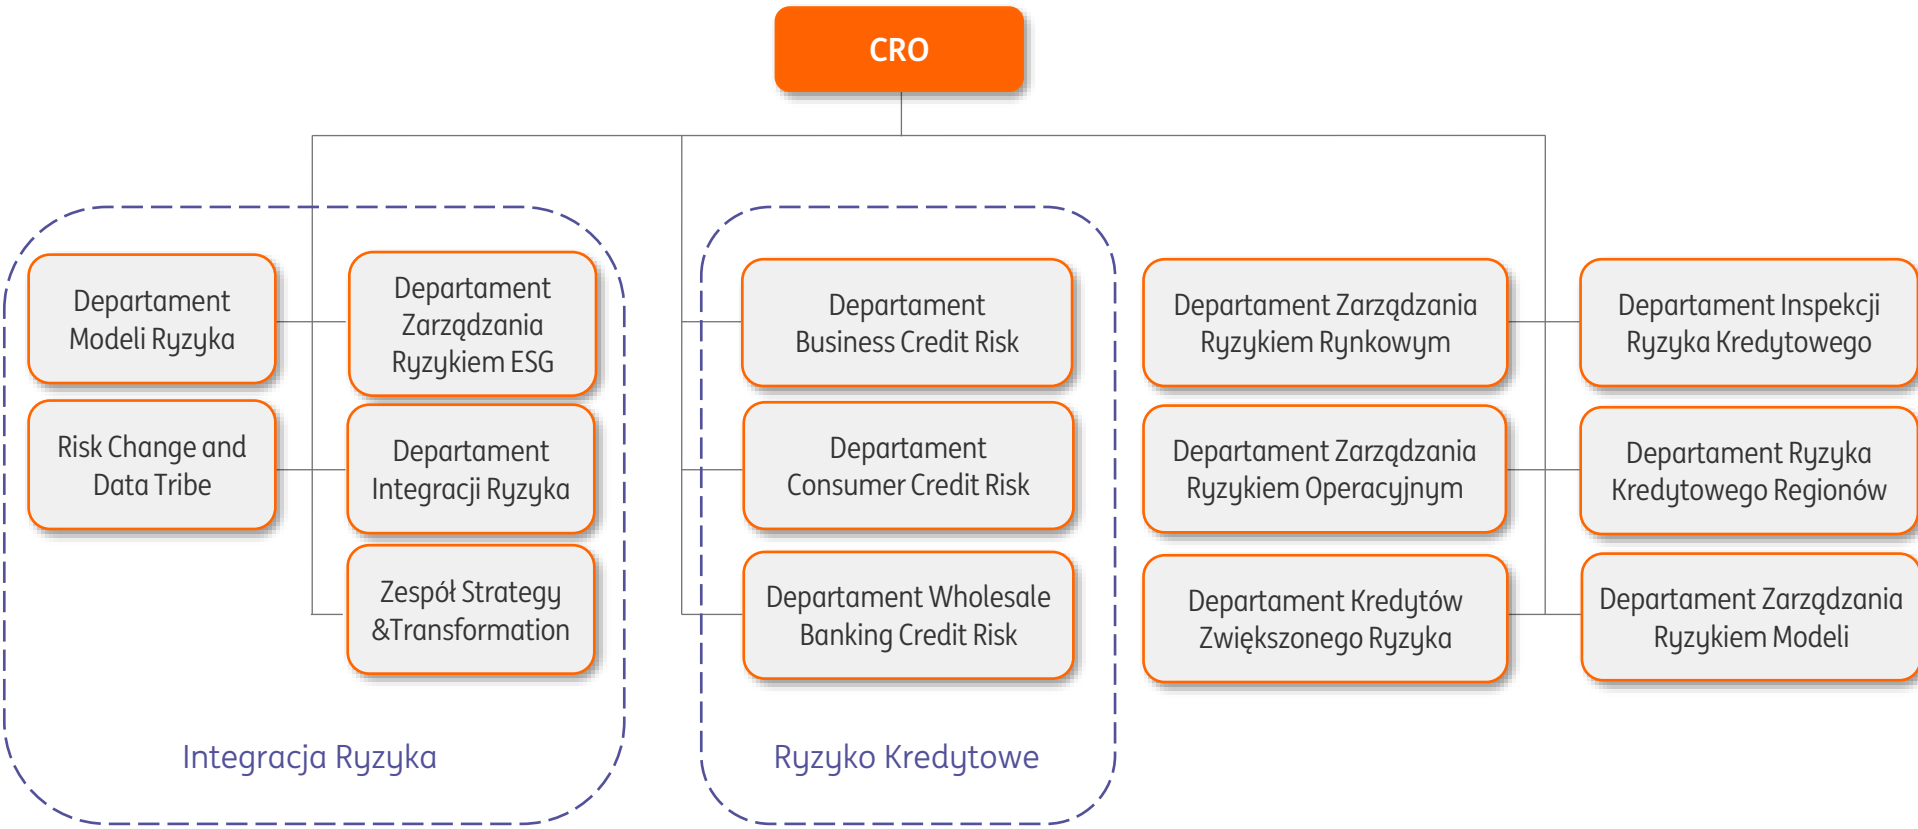 CRO
Departament
Modeli Ryzyka
Risk Change and
Data Tribe
Departament
Zarządzania
Ryzykiem ESG
Departament
Integracji Ryzyka
Zespół Strategy
&Transformation
Integracja Ryzyka
Departament
Business Credit Risk
Departament
Consumer Credit Risk
Departament Wholesale
Banking Credit Risk
Ryzyko Kredytowe
Departament Zarządzania
Ryzykiem Rynkowym
Departament Zarządzania
Ryzykiem Operacyjnym
Departament Kredytów
Zwiększonego Ryzyka
Departament Inspekcji
Ryzyka Kredytowego
Departament Ryzyka
Kredytowego Regionów
Departament Zarządzania
Ryzykiem Modeli